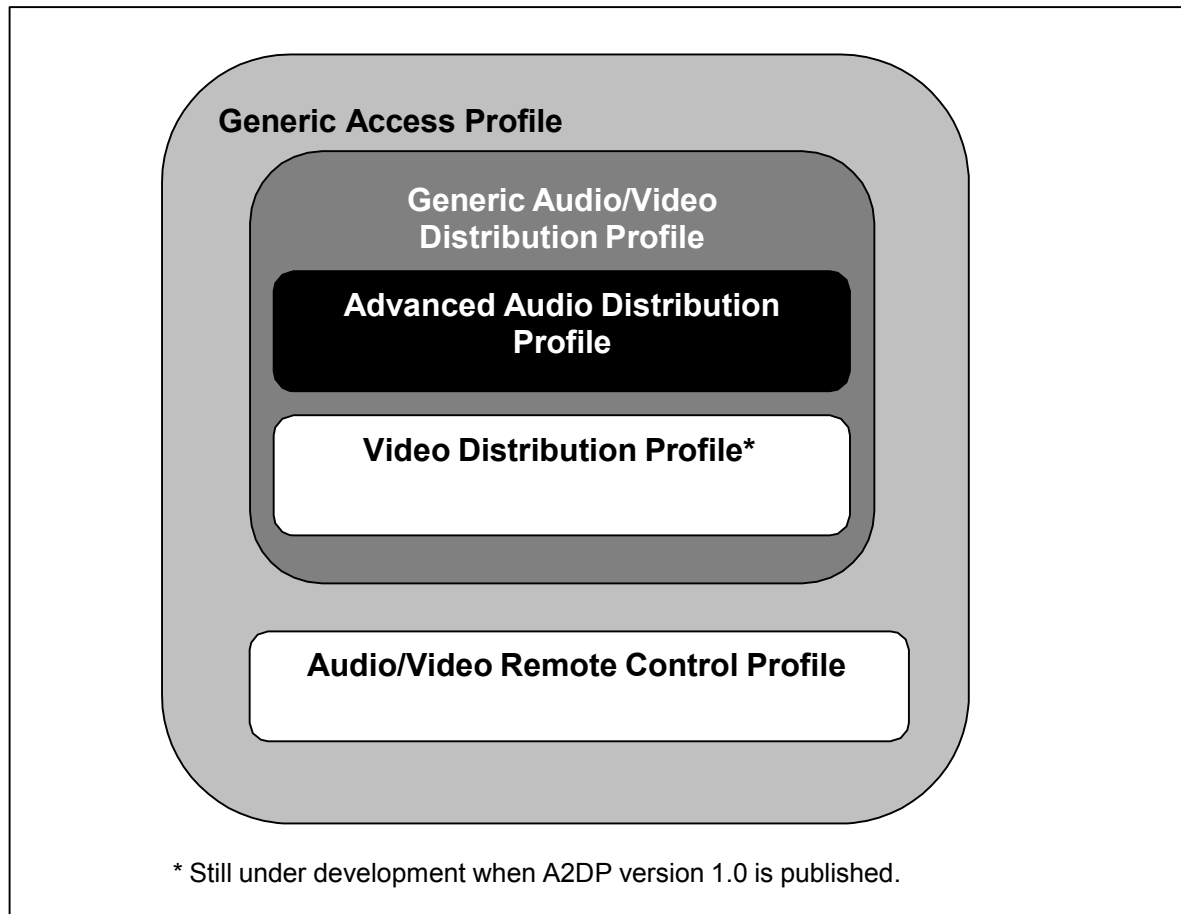 Generic Access Profile
Generic Audio/Video
Distribution Profile
Advanced Audio Distribution
Profile
Video Distribution Profile*
Audio/Video Remote Control Profile
* Still under development when A2DP version 1.0 is published.